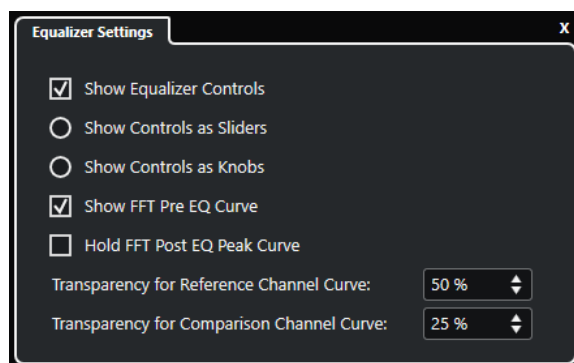 Equalizer Settings X
Show Equalizer Controls
Show Controls as Sliders
Show Controls as Knobs
Show FFT Pre EQ Curve
Hold FFT Post EQ Peak Curve
Transparency for Reference Channel Curve: 50 %
Transparency for Comparison Channel Curve: 25 %